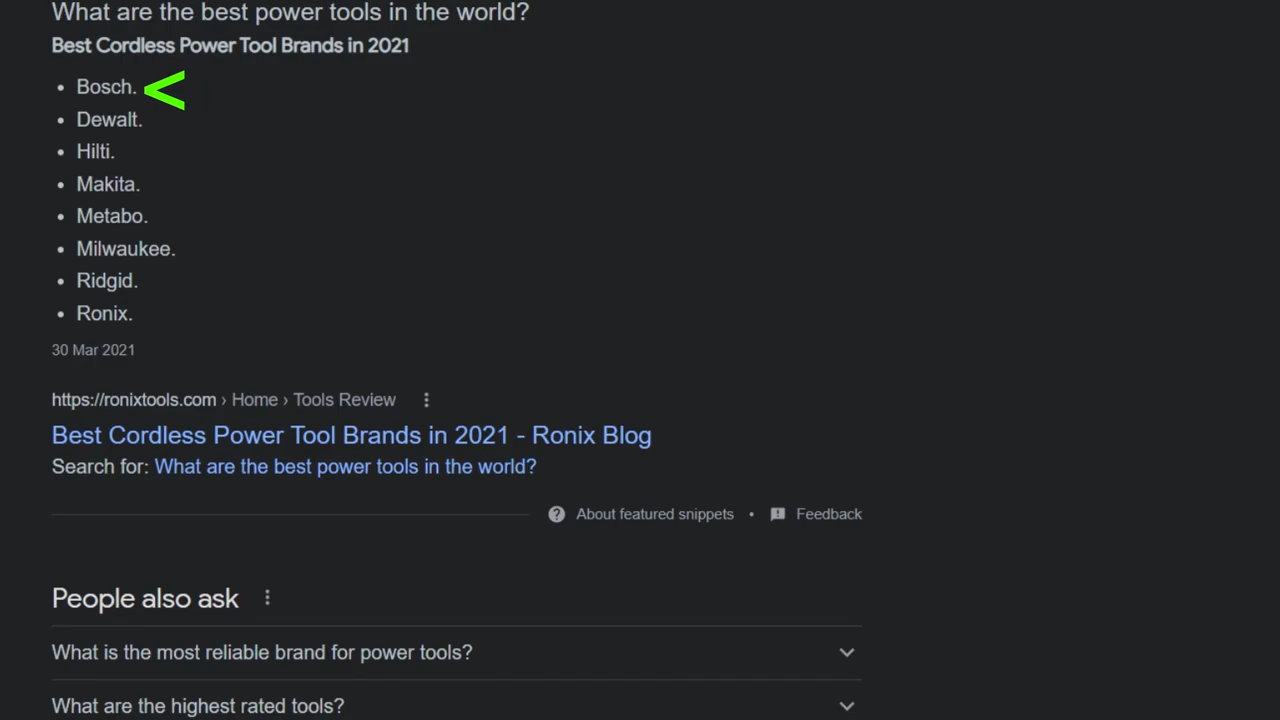 What are the best power tools in the world?
Best Cordless Power Tool Brands in 2021
• Bosch. <
• Dewalt.
• Hilti.
• Makita.
• Metabo.
• Milwaukee.
• Ridgid.
• Ronix.
30 Mar 2021
https://ronixtools.com › Home › Tools Review
Best Cordless Power Tool Brands in 2021 - Ronix Blog
Search for: What are the best power tools in the world?
About featured snippets • Feedback
People also ask
What is the most reliable brand for power tools?
What are the highest rated tools?